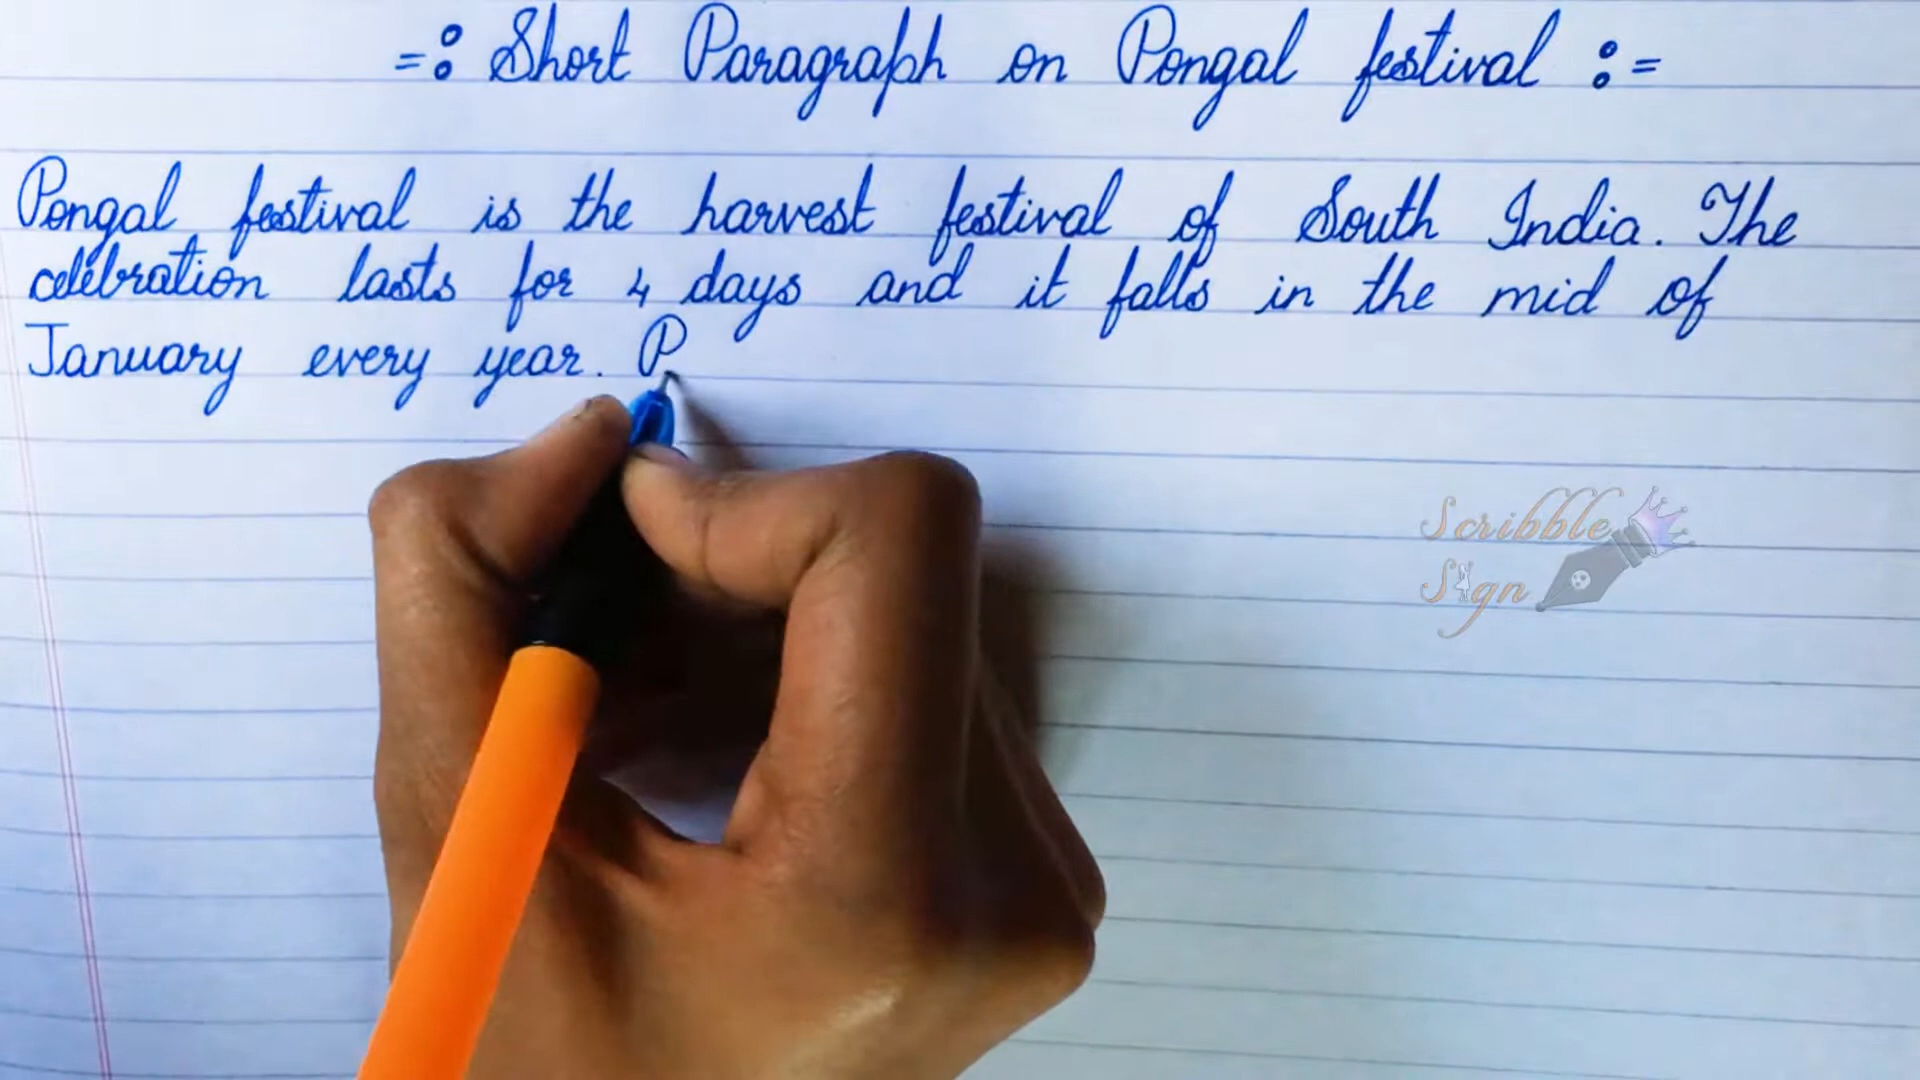 =: Short Paragraph on Pongal festival :=
Pongal festival is the harvest festival of South India. The
celebration lasts for 4 days and it falls in the mid of
January every year. P
Scribble
Sign